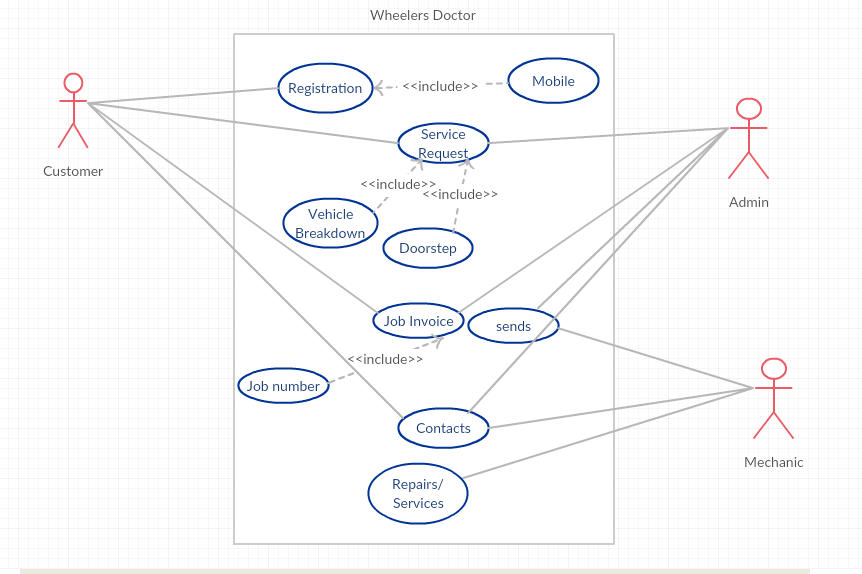 Wheelers Doctor
Registration
<<include>>
Mobile
Service
Request
Customer
Admin
<<include>>
<<include>>
Vehicle
Breakdown
Doorstep
Job Invoice
sends
<<include>>
Job number
Contacts
Mechanic
Repairs/
Services